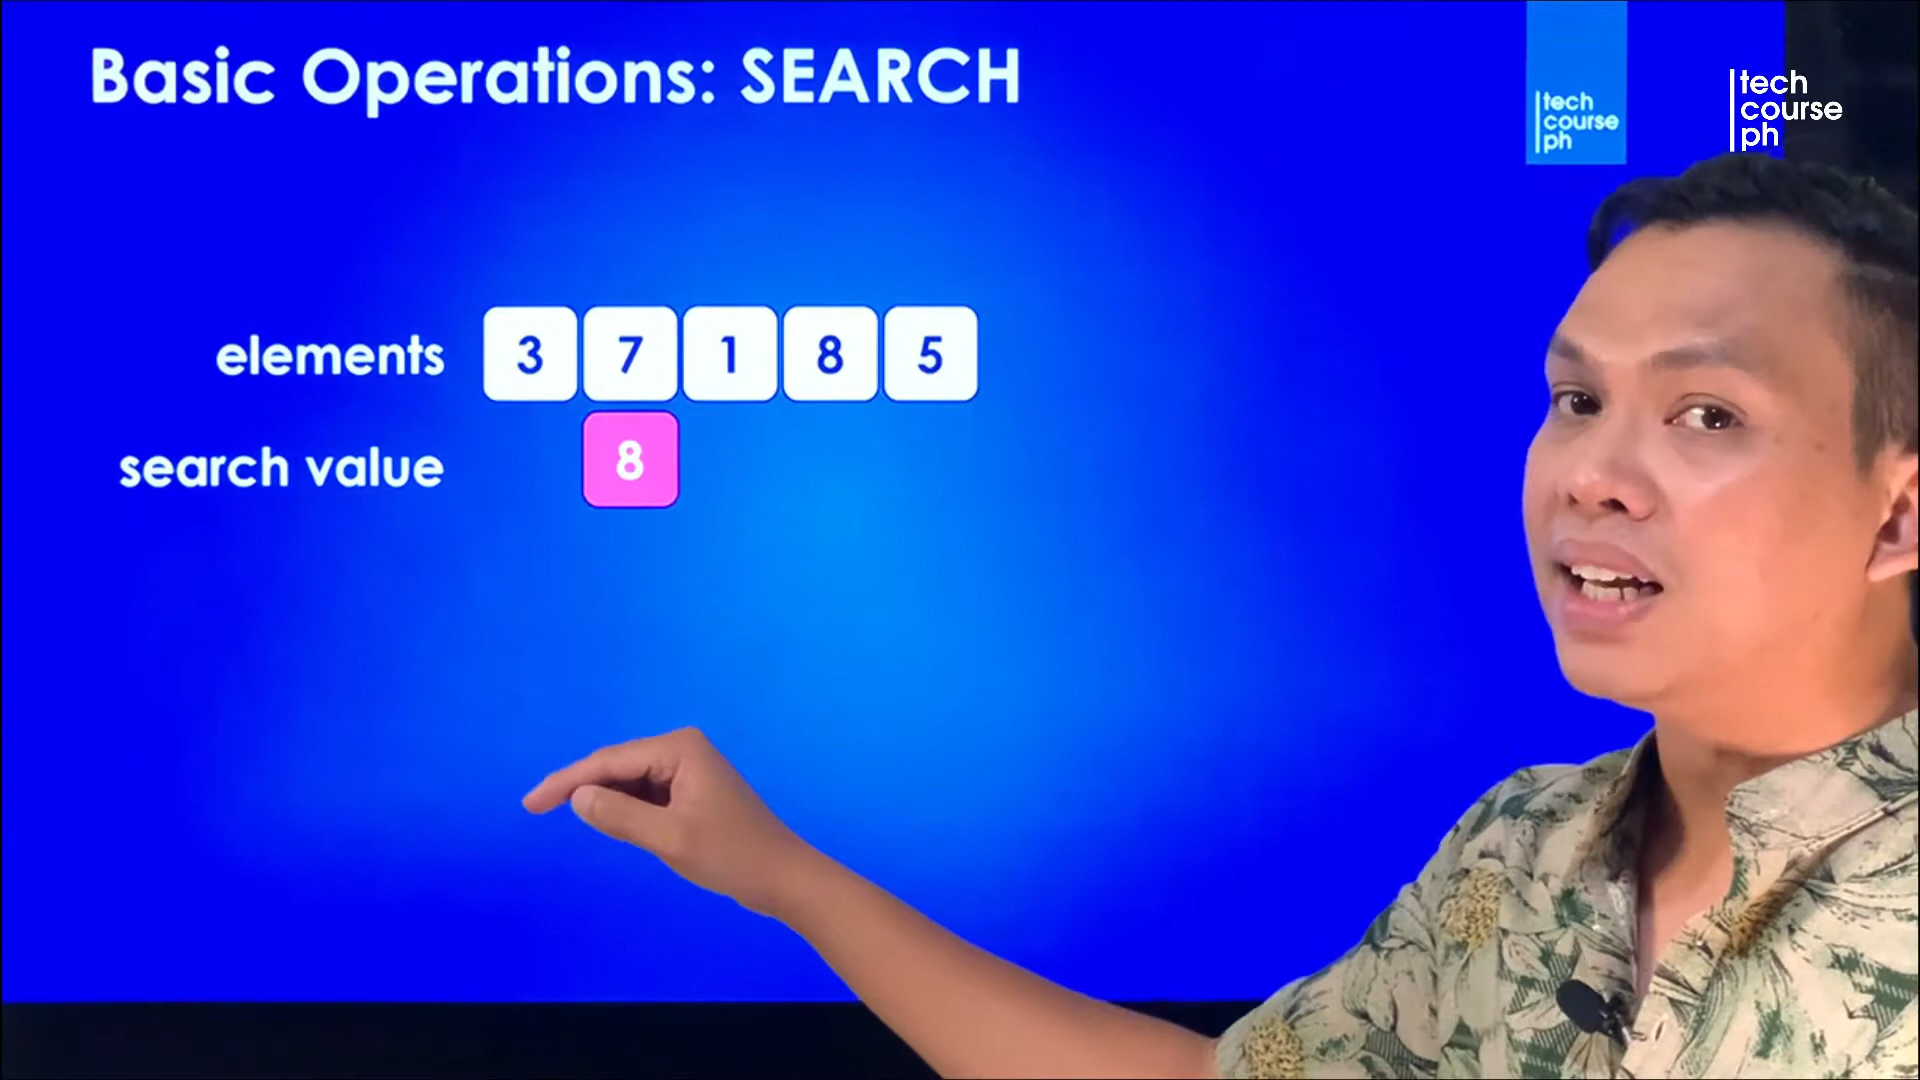 Basic Operations: SEARCH
tech
course
ph
tech
course
ph
elements 3 7 1 8 5
search value 8